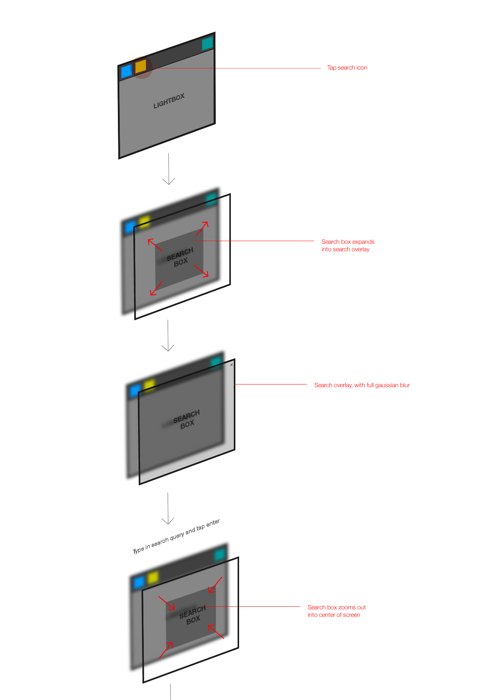 Tap search icon
LIGHTBOX
Search box expands
into search overlay
SEARCH
BOX
Search overlay, with full gaussian blur
SEARCH
BOX
Type in search query and tap enter
Search box zooms out
into center of screen
SEARCH
BOX